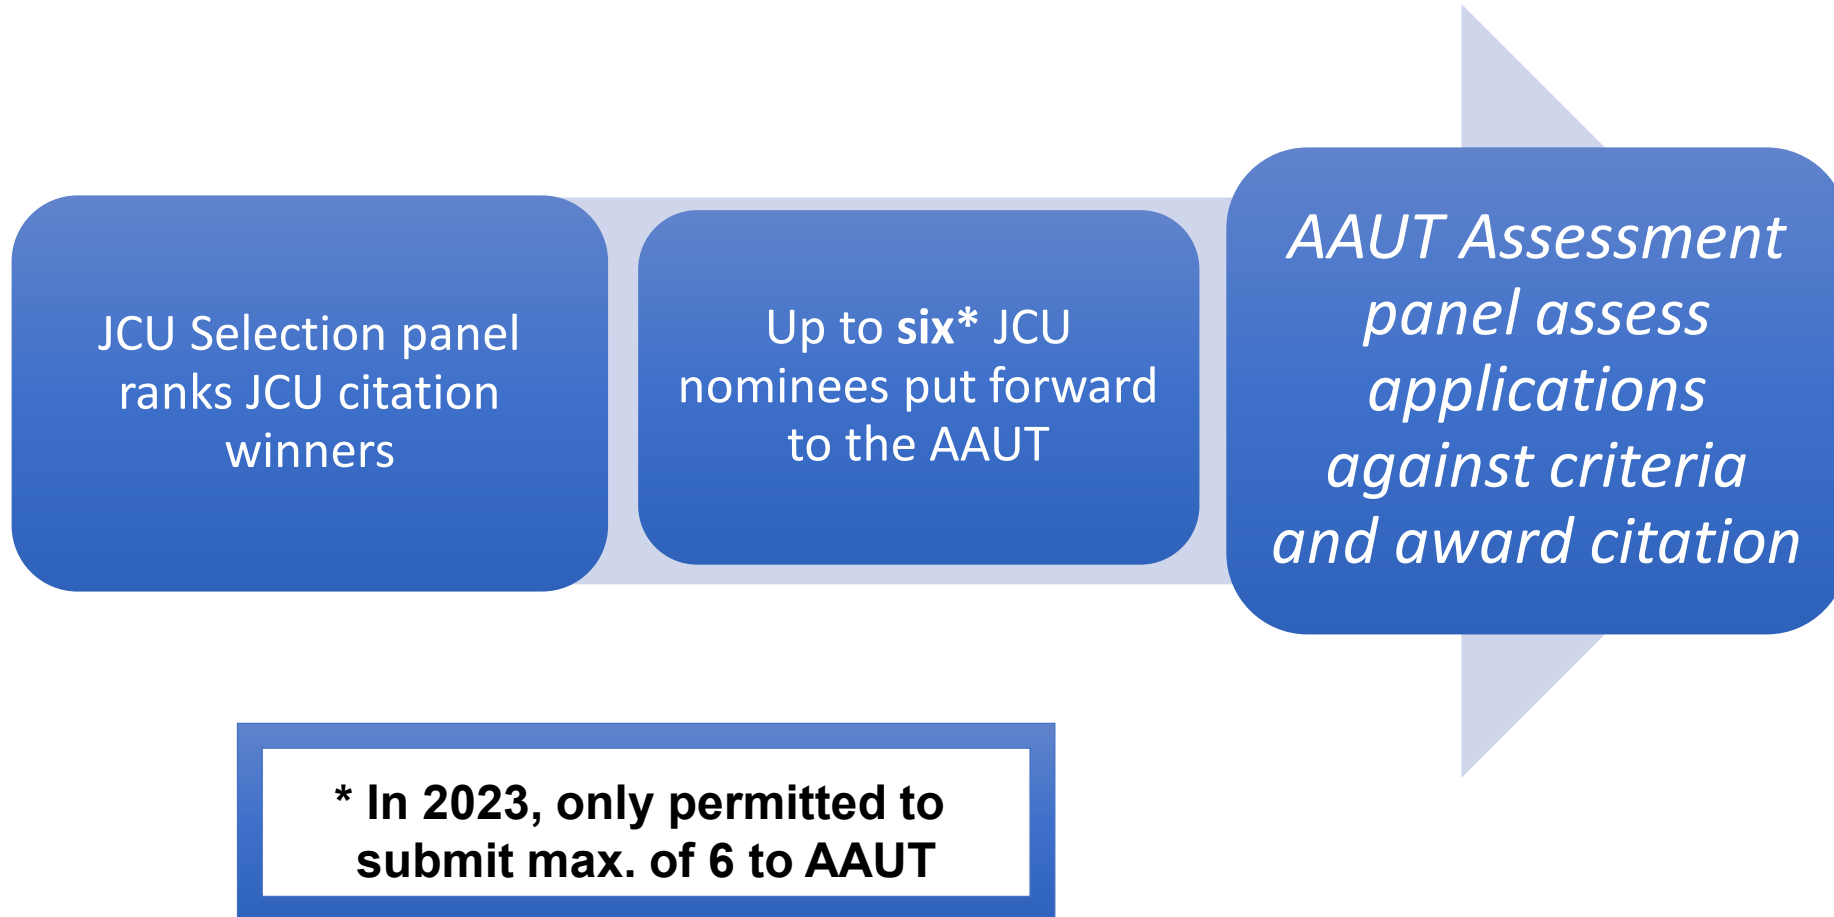 JCU Selection panel
ranks JCU citation
winners
Up to six* JCU
nominees put forward
to the AAUT
AAUT Assessment
panel assess
applications
against criteria
and award citation
* In 2023, only permitted to
submit max. of 6 to AAUT